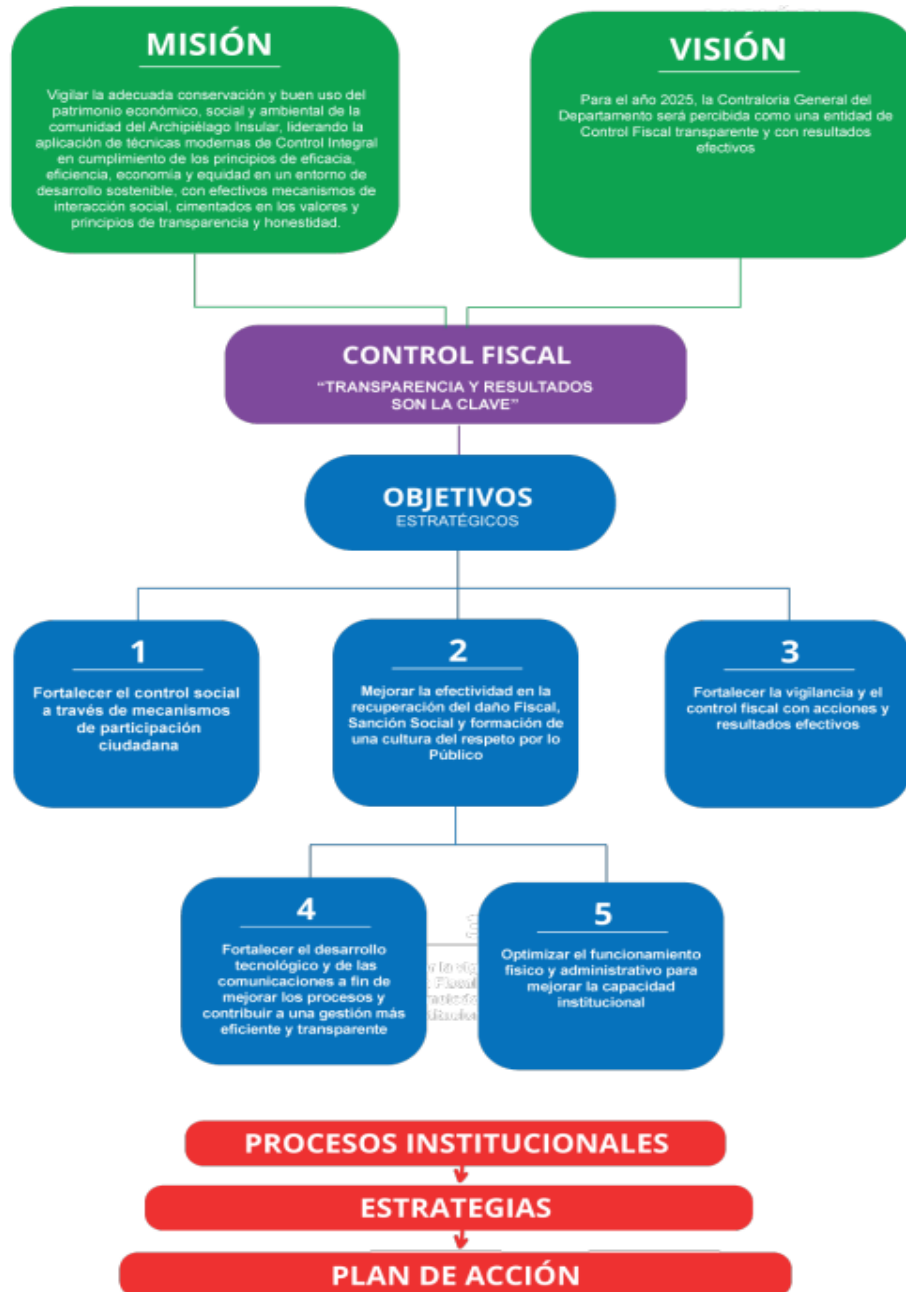 MISIÓN
Vigilar la adecuada conservación y buen uso del
patrimonio económico, social y ambiental de la
comunidad del Archipiélago Insular, liderando la
aplicación de técnicas modernas de Control Integral
en cumplimiento de los principios de eficacia,
eficiencia, economía y equidad en un entorno de
desarrollo sostenible, con efectivos mecanismos de
interacción social, cimentados en los valores y
principios de transparencia y honestidad.
VISIÓN
Para el año 2025, la Contraloría General del
Departamento será percibida como una entidad de
Control Fiscal transparente y con resultados
efectivos
CONTROL FISCAL
“TRANSPARENCIA Y RESULTADOS
SON LA CLAVE”
OBJETIVOS
ESTRATÉGICOS
1
Fortalecer el control social
a través de mecanismos
de participación
ciudadana
2
Mejorar la efectividad en la
recuperación del daño Fiscal,
Sanción Social y formación de
una cultura del respeto por lo
Público
3
Fortalecer la vigilancia y el
control fiscal con acciones y
resultados efectivos
4
Fortalecer el desarrollo
tecnológico y de las
comunicaciones a fin de
mejorar los procesos y
contribuir a una gestión más
eficiente y transparente
5
Optimizar el funcionamiento
físico y administrativo para
mejorar la capacidad
institucional
PROCESOS INSTITUCIONALES
ESTRATEGIAS
PLAN DE ACCIÓN